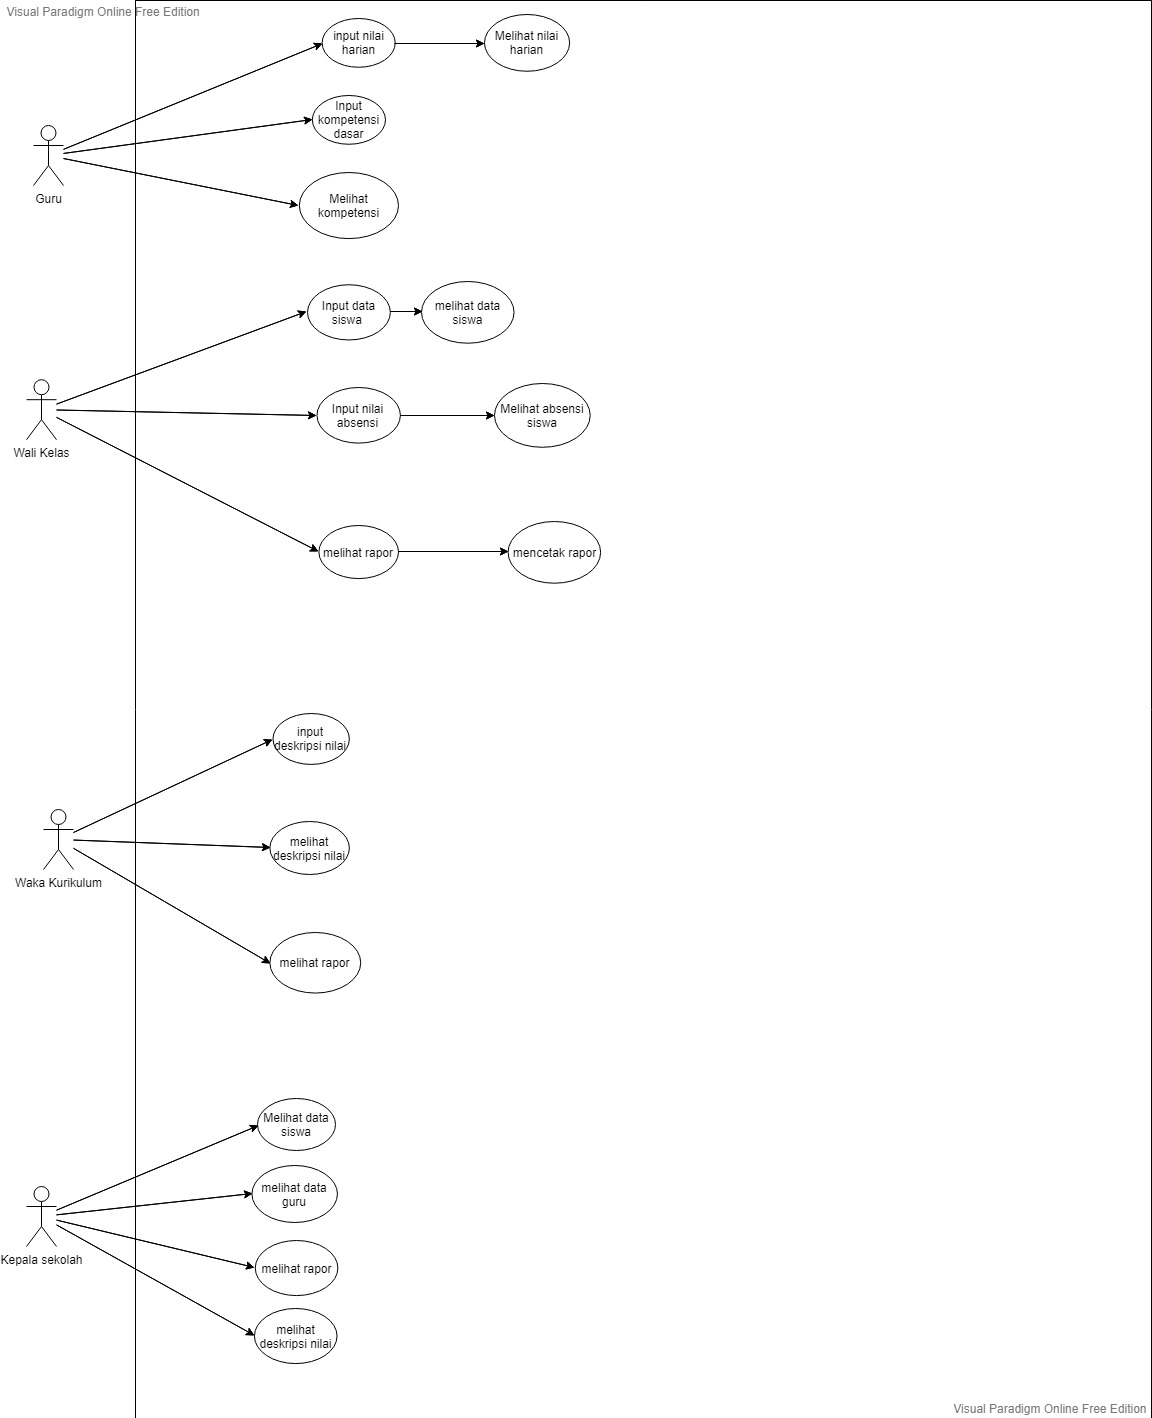 Visual Paradigm Online Free Edition
input nilai
harian
Melihat nilai
harian
Input
kompetensi
dasar
Guru
Melihat
kompetensi
Input data
siswa
melihat data
siswa
Input nilai
absensi
Melihat absensi
siswa
Wali Kelas
melihat rapor
mencetak rapor
input
deskripsi nilai
melihat
deskripsi nilai
Waka Kurikulum
melihat rapor
Melihat data
siswa
melihat data
guru
Kepala sekolah
melihat rapor
melihat
deskripsi nilai
Visual Paradigm Online Free Edition